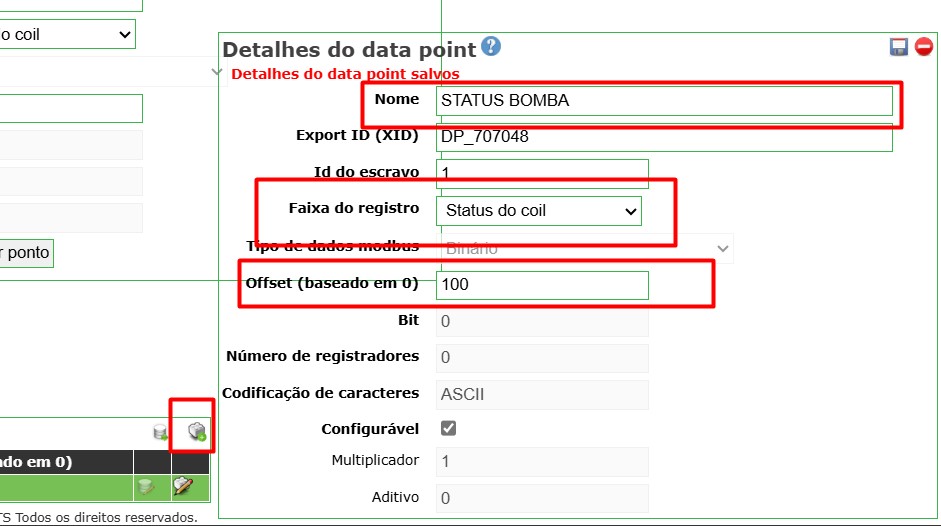 o coil
Detalhes do data point
Detalhes do data point salvos
Nome STATUS BOMBA
Export ID (XID) DP_707048
Id do escravo 1
Faixa do registro Status do coil
Tipo de dados modbus Binário
r ponto
Offset (baseado em 0) 100
Bit 0
Número de registradores 0
Codificação de caracteres ASCII
Configurável
Multiplicador 1
ado em 0)
Aditivo 0
TS Todos os direitos reservados.